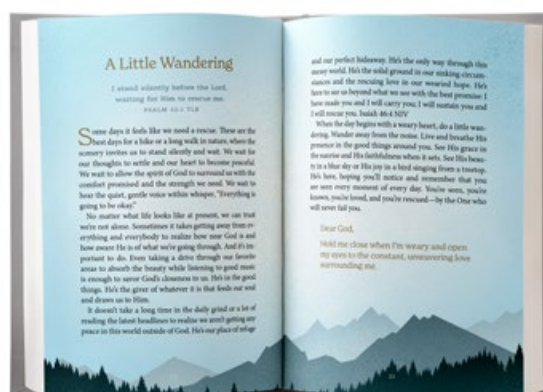 A Little Wandering
I stand silently before the Lord,
waiting for Him to rescue me.
PSALM 62:1 TLB
Some days it feels like we need a rescue. These are the
best days for a hike or a long walk in nature, where the
scenery invites us to stand silently and wait. We wait for
our thoughts to settle and our heart to become peaceful.
We wait to allow the spirit of God to surround us with the
comfort promised and the strength we need. We wait to
hear the quiet, gentle voice within whisper, "Everything is
going to be okay."
No matter what life looks like at present, we can trust
we're not alone. Sometimes it takes getting away from ev-
erything and everybody to realize how near God is and
how aware He is of what we're going through. And it's im-
portant to do. Even taking a drive through our favorite
areas to absorb the beauty while listening to good music
is enough to savor God's closeness to us. He's in the good
things. He's the giver of whatever it is that feeds our soul
and draws us to Him.
It doesn't take a long time in the daily grind or a lot of
reading the latest headlines to realize we aren't getting any
peace in this world outside of God. He's our place of refuge
and our perfect hideaway. He's the only way through this
messy world. He's the solid ground in our sinking circum-
stances and the rescuing love in our wearied hope. He's
here to see us beyond what we see with the best promise: I
have made you and I will carry you; I will sustain you and
I will rescue you. Isaiah 46:4 NIV
When the day begins with a weary heart, do a little wan-
dering. Wander away from the noise. Live and breathe His
presence in the good things around you. See His grace in
the sunrise and His faithfulness when it sets. See His beau-
ty in a blue sky or His joy in a bird singing from a treetop.
He's here, hoping you'll notice and remember that you
are seen every moment of every day. You're seen, you're
known, you're loved, and you're rescued—by the One who
will never fail you.
Dear God,
Hold me close when I'm weary and open
my eyes to the constant, unwavering love
surrounding me.